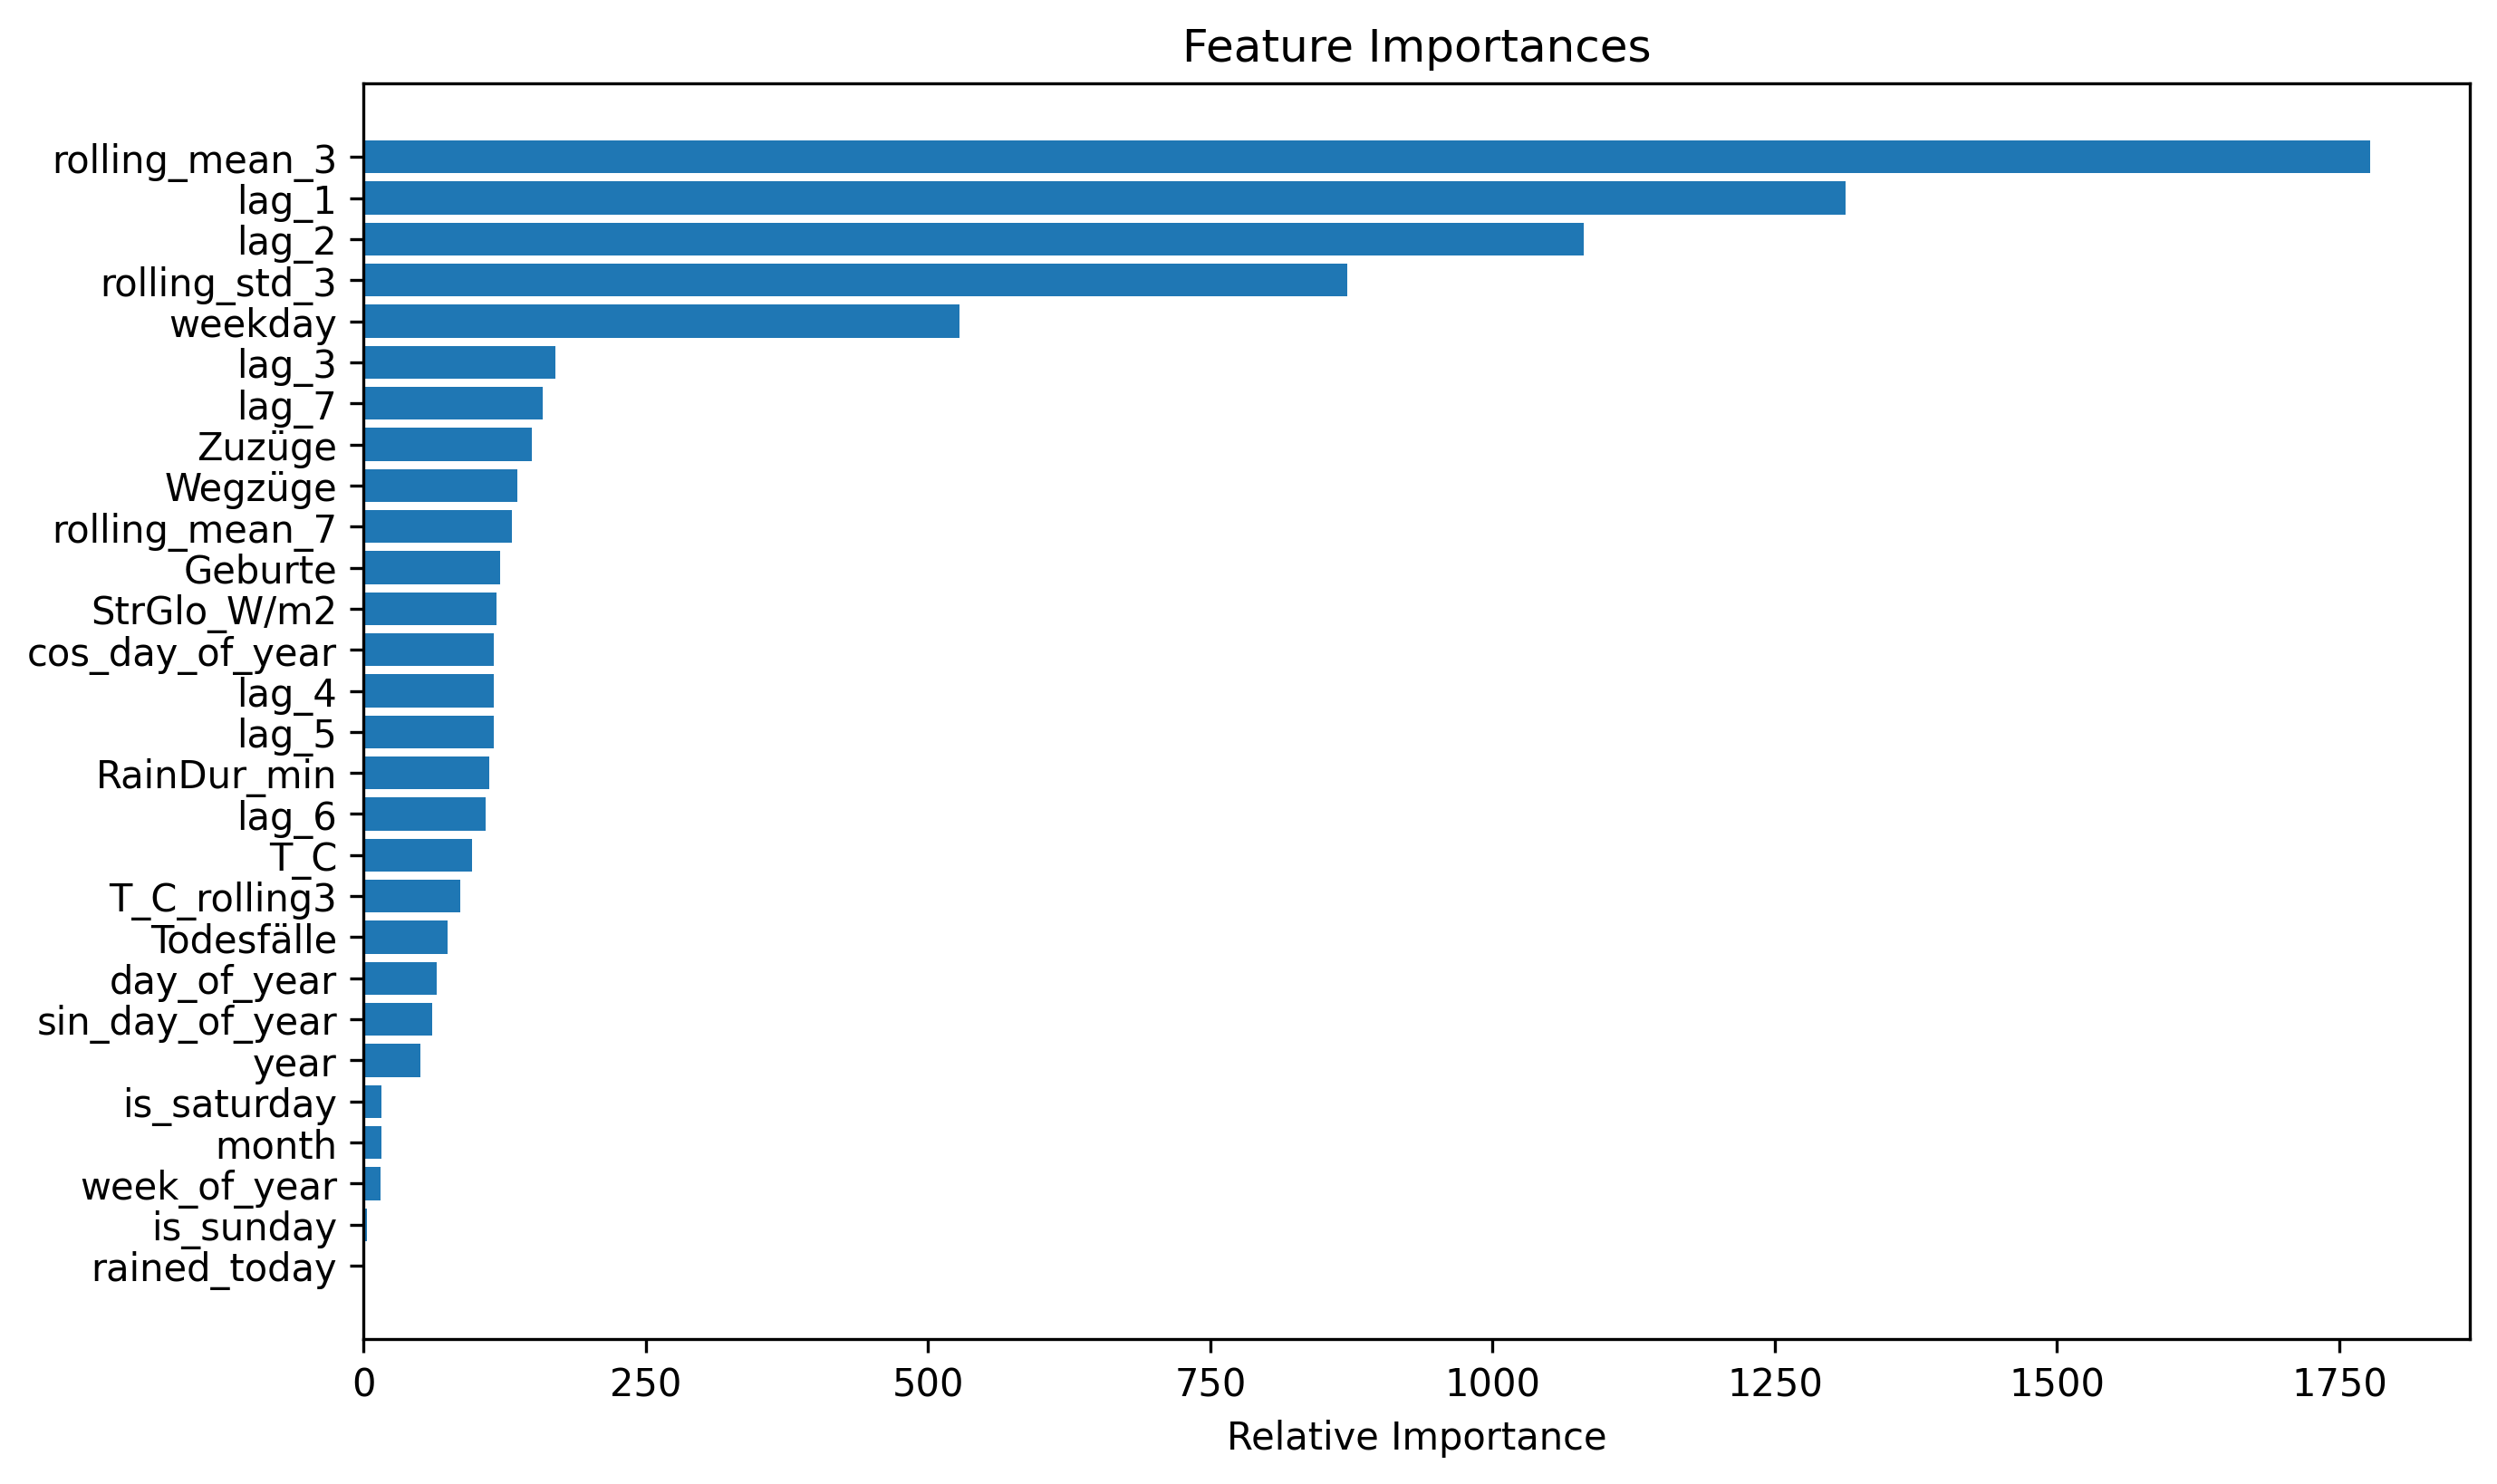 Feature Importances
rolling_mean_3
lag_1
lag_2
rolling_std_3
weekday
lag_3
lag_7
Zuzüge
Wegzüge
rolling_mean_7
Geburte
StrGlo_W/m2
cos_day_of_year
lag_4
lag_5
RainDur_min
lag_6
T_C
T_C_rolling3
Todesfälle
day_of_year
sin_day_of_year
year
is_saturday
month
week_of_year
is_sunday
rained_today
0 250 500 750 1000 1250 1500 1750
Relative Importance